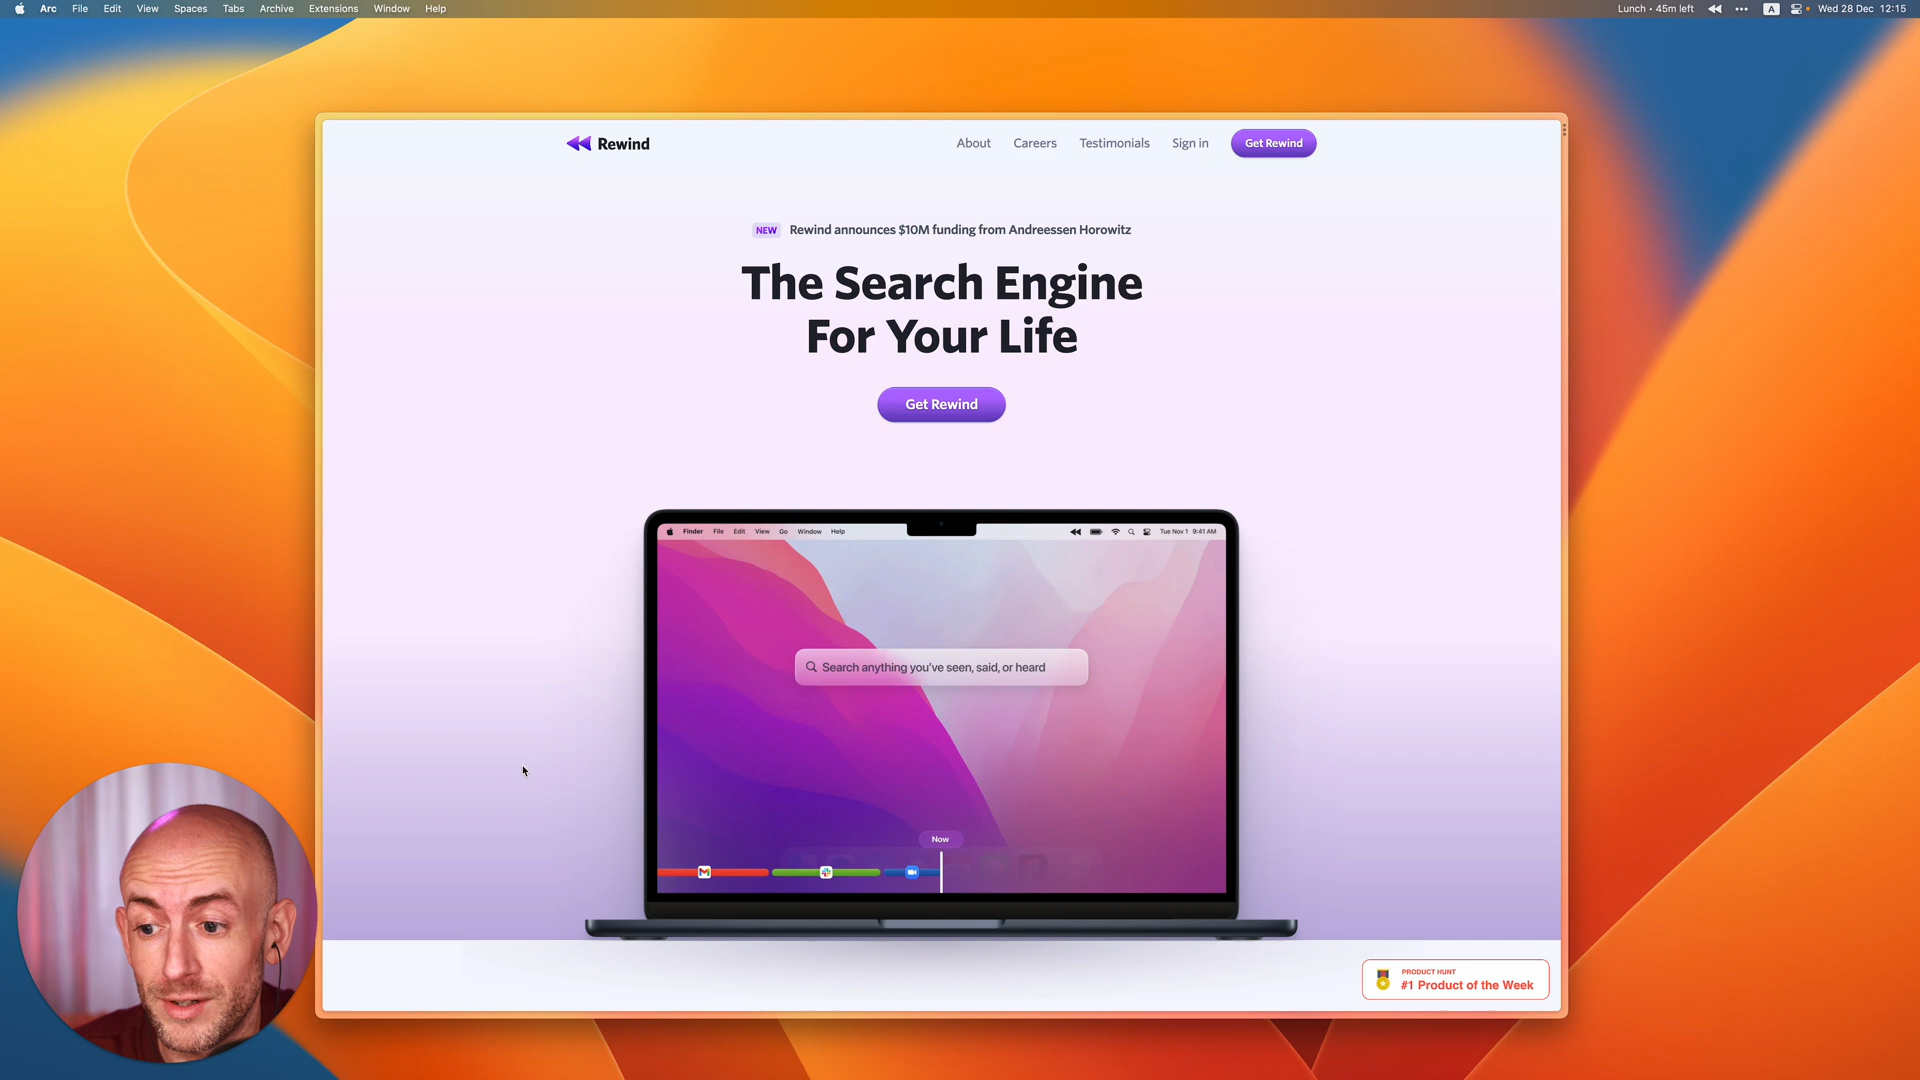 Arc File Edit View Spaces Tabs Archive Extensions Window Help
Lunch • 45m left ••• A Wed 28 Dec 12:15
Rewind
About Careers Testimonials Sign in Get Rewind
NEW Rewind announces $10M funding from Andreessen Horowitz
The Search Engine
For Your Life
Get Rewind
Finder File Edit View Go Window Help Tue Nov 1 9:41 AM
Search anything you've seen, said, or heard
Now
PRODUCT HUNT
#1 Product of the Week